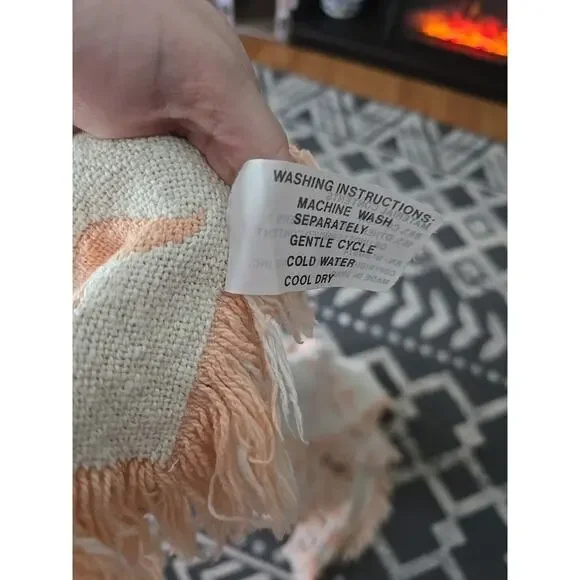 WASHING INSTRUCTIONS:
MACHINE WASH
SEPARATELY
GENTLE CYCLE
COLD WATER
COOL DRY